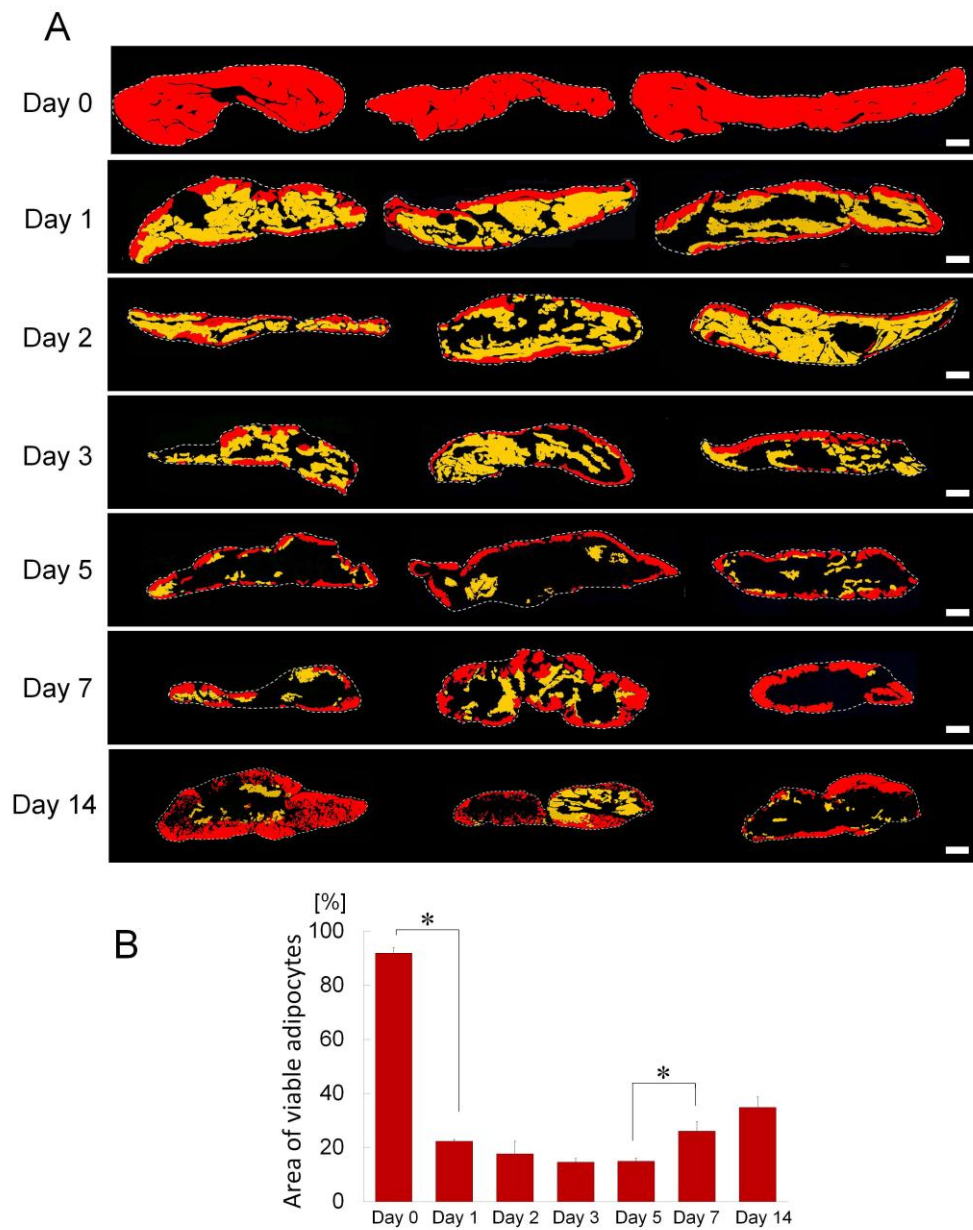 A
Day 0
Day 1
Day 2
Day 3
Day 5
Day 7
Day 14
B
[%]
Area of viable adipocytes
100
80
60
40
20
0
*
*
Day 0 Day 1 Day 2 Day 3 Day 5 Day 7 Day 14